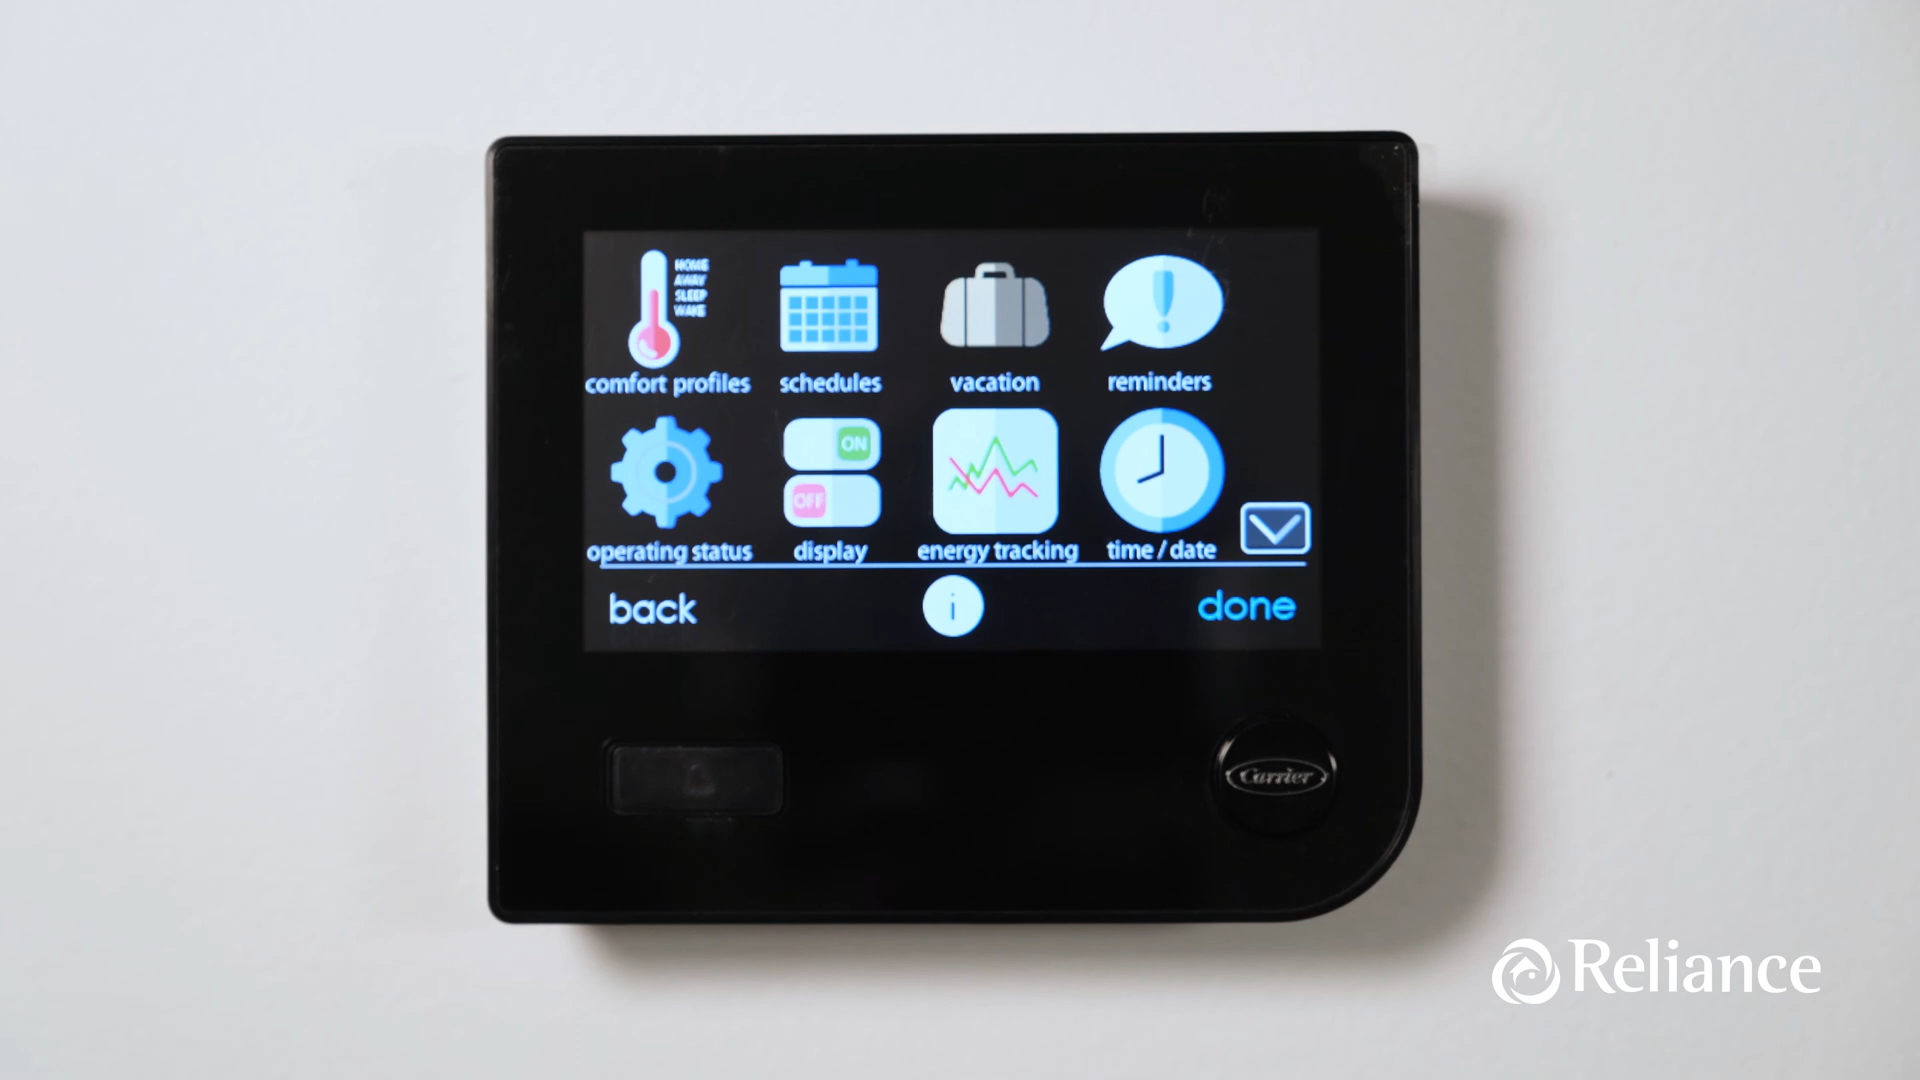 HOME
AWAY
SLEEP
WAKE
comfort profiles
schedules
vacation
reminders
ON
OFF
operating status
display
energy tracking
time / date
back
i
done
Carrier
Reliance